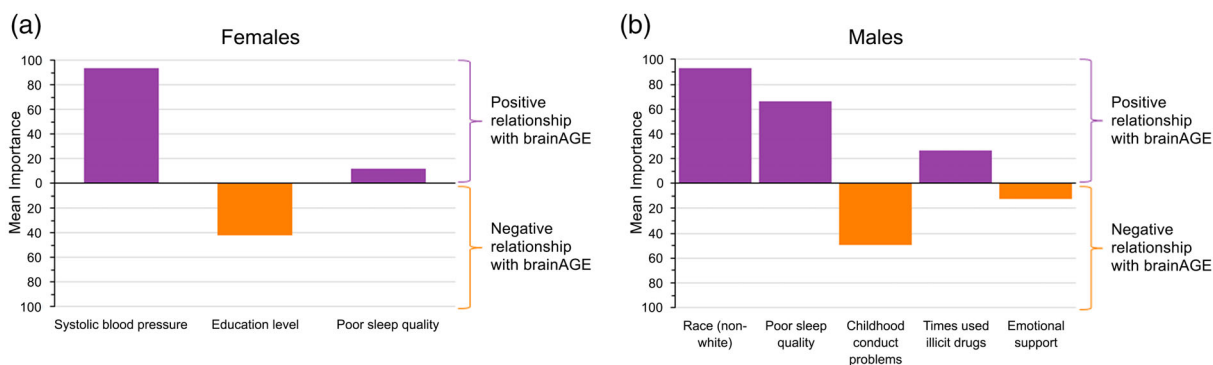 (a)
Females
Mean Importance
100
80
60
40
20
0
20
40
60
80
100
Systolic blood pressure
Education level
Poor sleep quality
Positive
relationship
with brainAGE
Negative
relationship
with brainAGE
(b)
Males
Mean Importance
100
80
60
40
20
0
20
40
60
80
100
Race (non-
white)
Poor sleep
quality
Childhood
conduct
problems
Times used
illicit drugs
Emotional
support
Positive
relationship
with brainAGE
Negative
relationship
with brainAGE